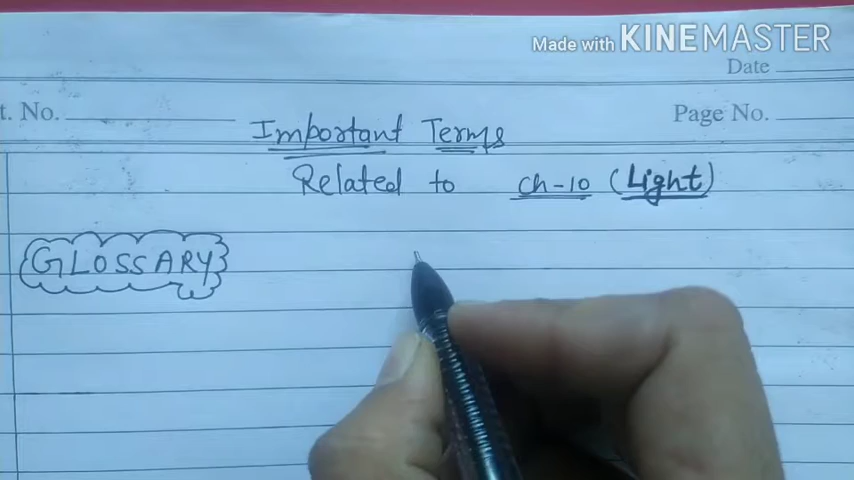 Made with KINEMASTER
Date
t. No.
Page No.
Important Terms
Related to Ch-10 (Light)
GLOSSARY